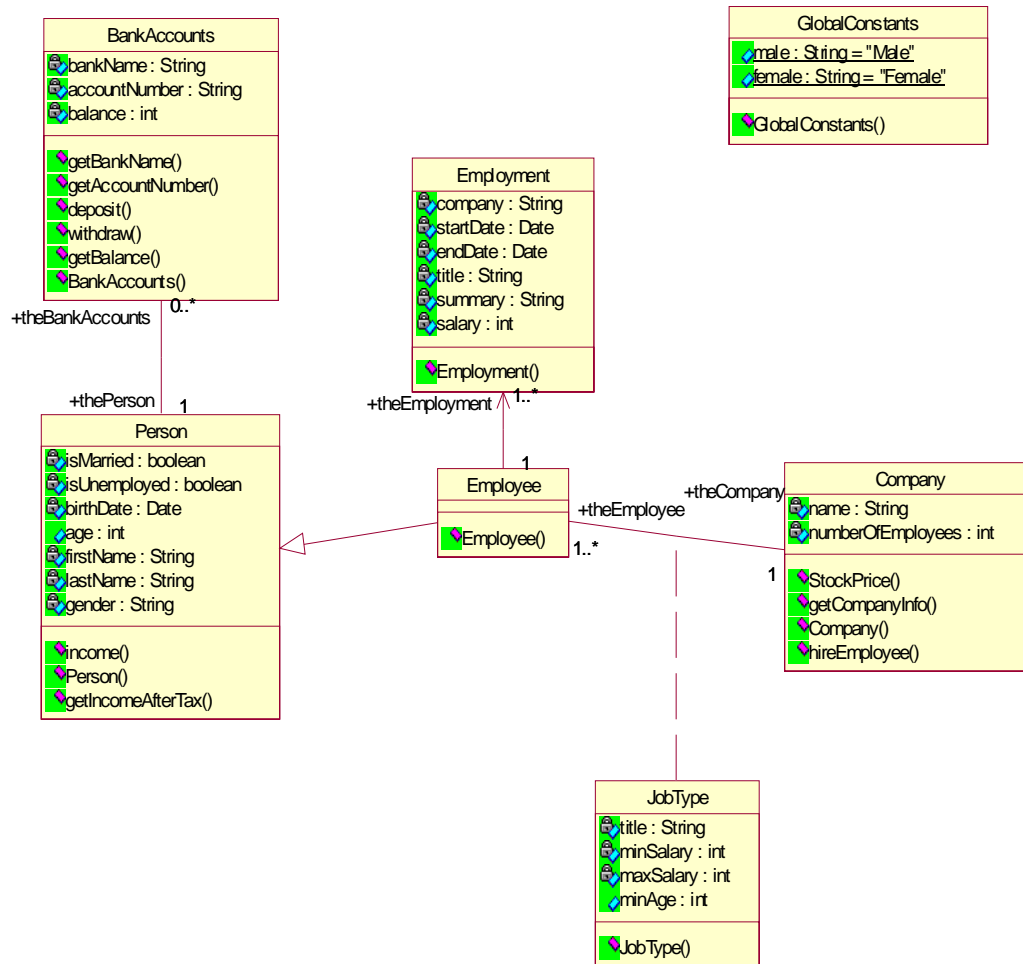 BankAccounts
bankName : String
accountNumber : String
balance : int
getBankName()
getAccountNumber()
deposit()
withdraw()
getBalance()
BankAccounts()
+theBankAccounts
0..*
GlobalConstants
male : String = "Male"
female : String = "Female"
GlobalConstants()
Employment
company : String
startDate : Date
endDate : Date
title : String
summary : String
salary : int
Employment()
+theEmployment
1..*
+thePerson
1
Person
isMarried : boolean
isUnemployed : boolean
birthDate : Date
age : int
firstName : String
lastName : String
gender : String
income()
Person()
getIncomeAfterTax()
1
Employee
Employee()
+theEmployee
1..*
+theCompany
1
Company
name : String
numberOfEmployees : int
StockPrice()
getCompanyInfo()
Company()
hireEmployee()
JobType
title : String
minSalary : int
maxSalary : int
minAge : int
JobType()